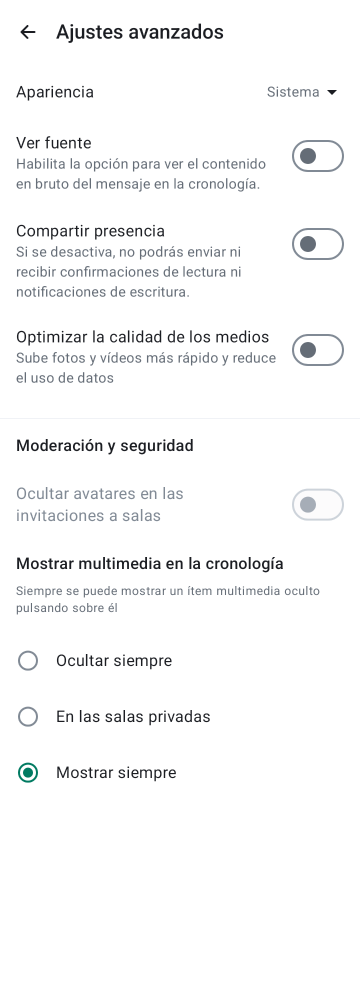 Ajustes avanzados
Apariencia
Sistema
Ver fuente
Habilita la opción para ver el contenido
en bruto del mensaje en la cronología.
Compartir presencia
Si se desactiva, no podrás enviar ni
recibir confirmaciones de lectura ni
notificaciones de escritura.
Optimizar la calidad de los medios
Sube fotos y vídeos más rápido y reduce
el uso de datos
Moderación y seguridad
Ocultar avatares en las
invitaciones a salas
Mostrar multimedia en la cronología
Siempre se puede mostrar un ítem multimedia oculto
pulsando sobre él
Ocultar siempre
En las salas privadas
Mostrar siempre